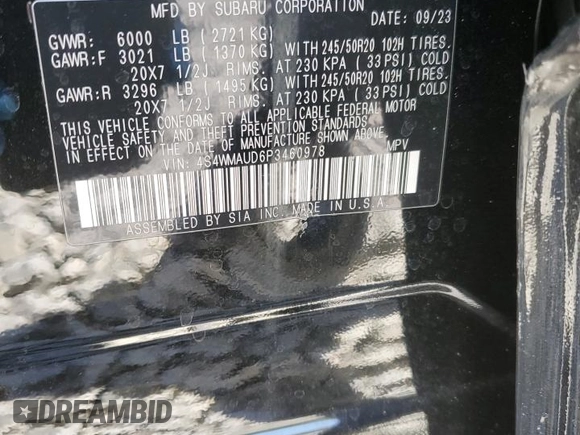 MFD BY SUBARU CORPORATION
DATE: 09/23
GVWR: 6000 LB (2721 KG)
GAWR:F 3021 LB (1370 KG) WITH 245/50R20 102H TIRES.
20X7 1/2J RIMS. AT 230 KPA (33 PSI) COLD
GAWR:R 3296 LB (1495 KG) WITH 245/50R20 102H TIRES.
20X7 1/2J RIMS. AT 230 KPA (33 PSI) COLD
THIS VEHICLE CONFORMS TO ALL APPLICABLE FEDERAL MOTOR
VEHICLE SAFETY AND THEFT PREVENTION STANDARDS
IN EFFECT ON THE DATE OF MANUFACTURE SHOWN ABOVE.
VIN: 4S4WMAUD6P3460978 MPV
ASSEMBLED BY SIA INC. MADE IN U.S.A.
DREAMBID